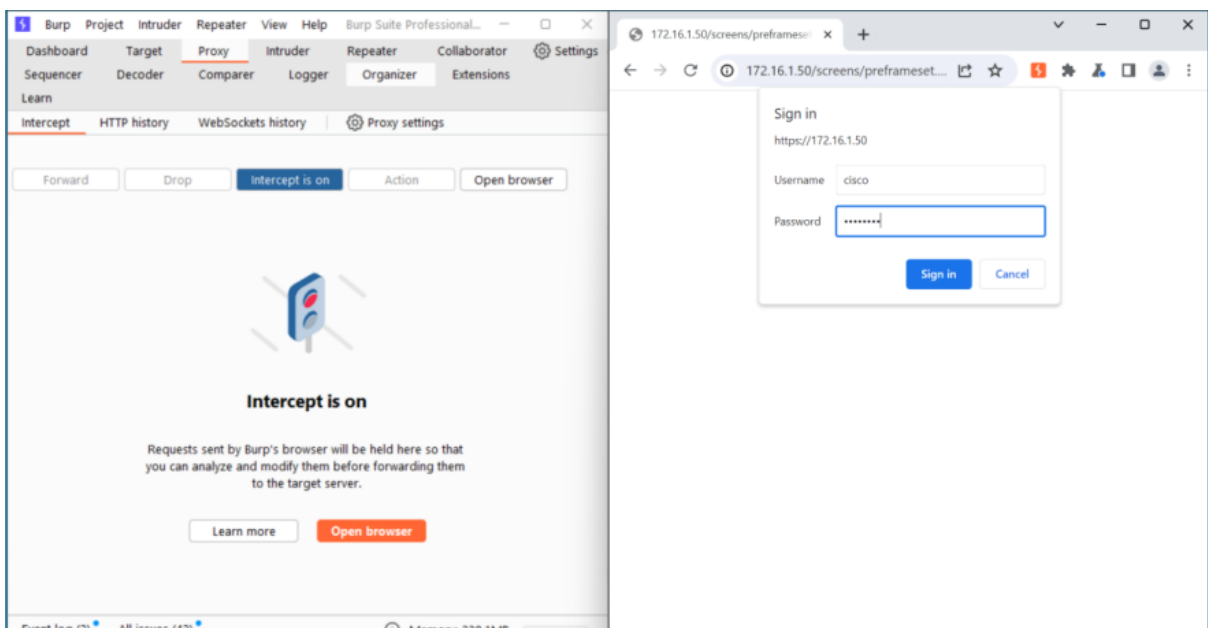 Burp Project Intruder Repeater View Help Burp Suite Professional...
Dashboard Target Proxy Intruder Repeater Collaborator Settings
Sequencer Decoder Comparer Logger Organizer Extensions
Learn
Intercept HTTP history WebSockets history Proxy settings
Forward Drop Intercept is on Action Open browser
Intercept is on
Requests sent by Burp's browser will be held here so that
you can analyze and modify them before forwarding them
to the target server.
Learn more Open browser
172.16.1.50/screens/preframese
172.16.1.50/screens/preframeset....
Sign in
https://172.16.1.50
Username cisco
Password ••••••••
Sign in Cancel